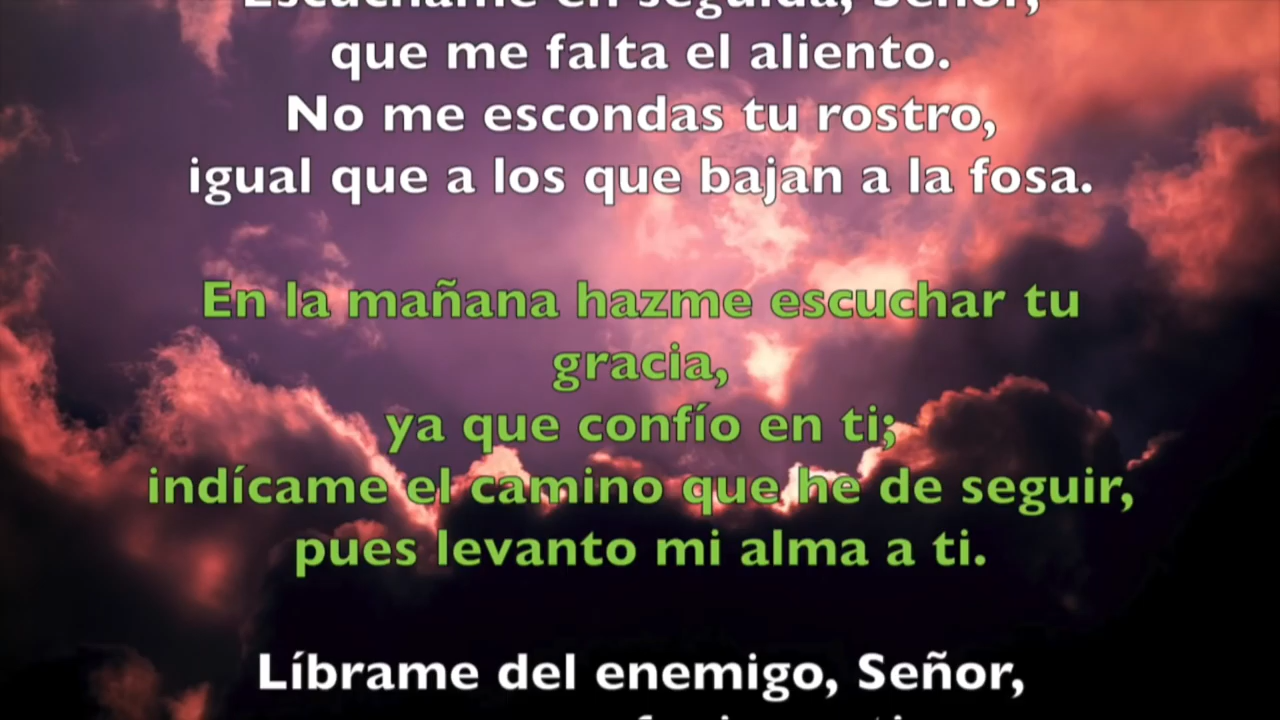 Escúchame en seguida, Señor,
que me falta el aliento.
No me escondas tu rostro,
igual que a los que bajan a la fosa.
En la mañana hazme escuchar tu
gracia,
ya que confío en ti;
indícame el camino que he de seguir,
pues levanto mi alma a ti.
Líbrame del enemigo, Señor,